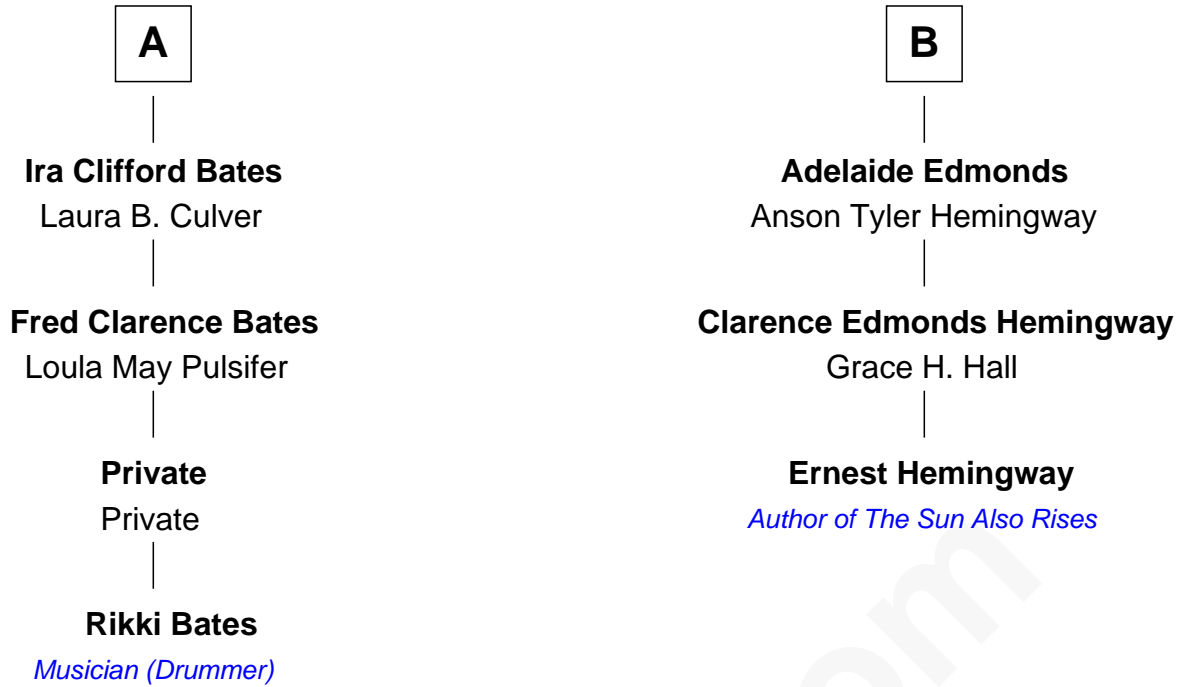 A
Ira Clifford Bates
Laura B. Culver
Fred Clarence Bates
Loula May Pulsifer
Private
Private
Rikki Bates
Musician (Drummer)
B
Adelaide Edmonds
Anson Tyler Hemingway
Clarence Edmonds Hemingway
Grace H. Hall
Ernest Hemingway
Author of The Sun Also Rises
om